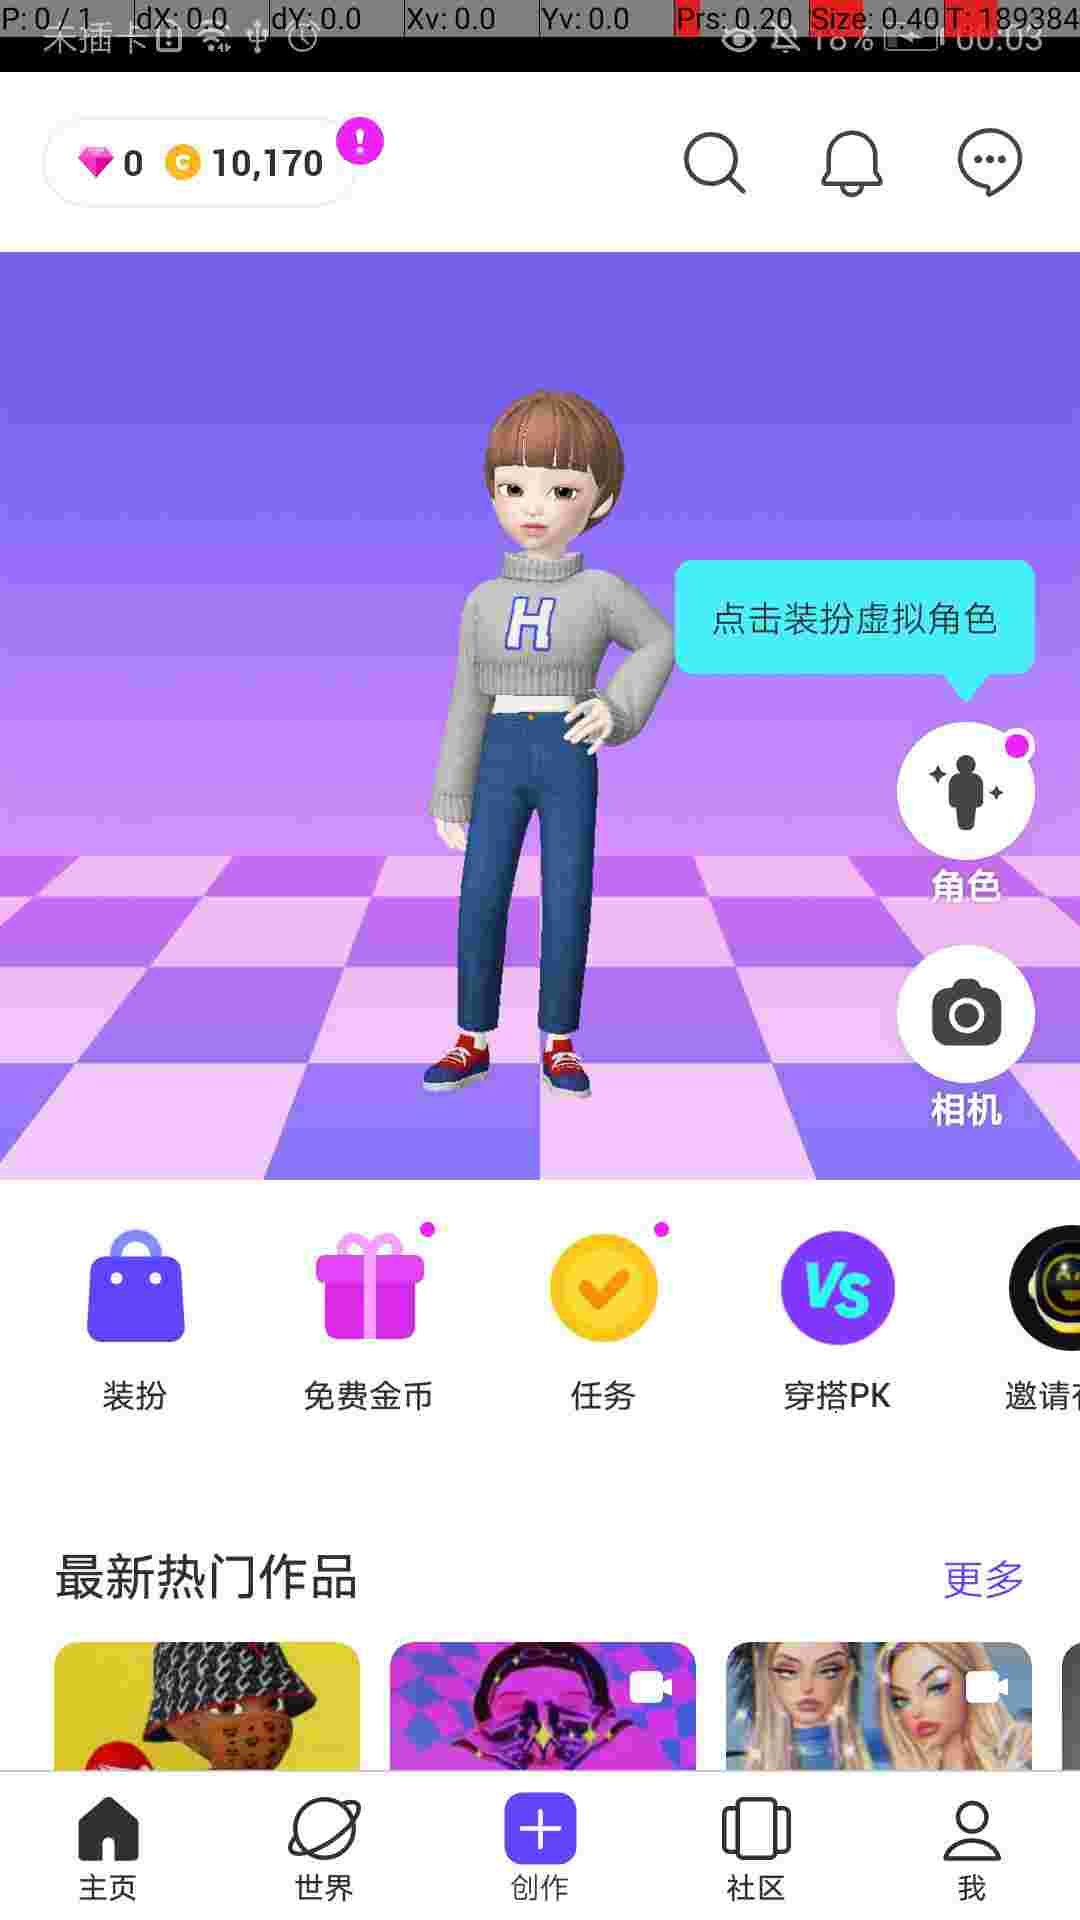 P: 0 / 1 dX: 0.0 dY: 0.0 Xv: 0.0 Yv: 0.0 Prs: 0.20 Size: 0.40 T: 189384
未插卡 18% 00:03
0 C 10,170 !
H
点击装扮虚拟角色
角色
相机
VS
装扮 免费金币 任务 穿搭PK 邀请
最新热门作品 更多
主页 世界 创作 社区 我